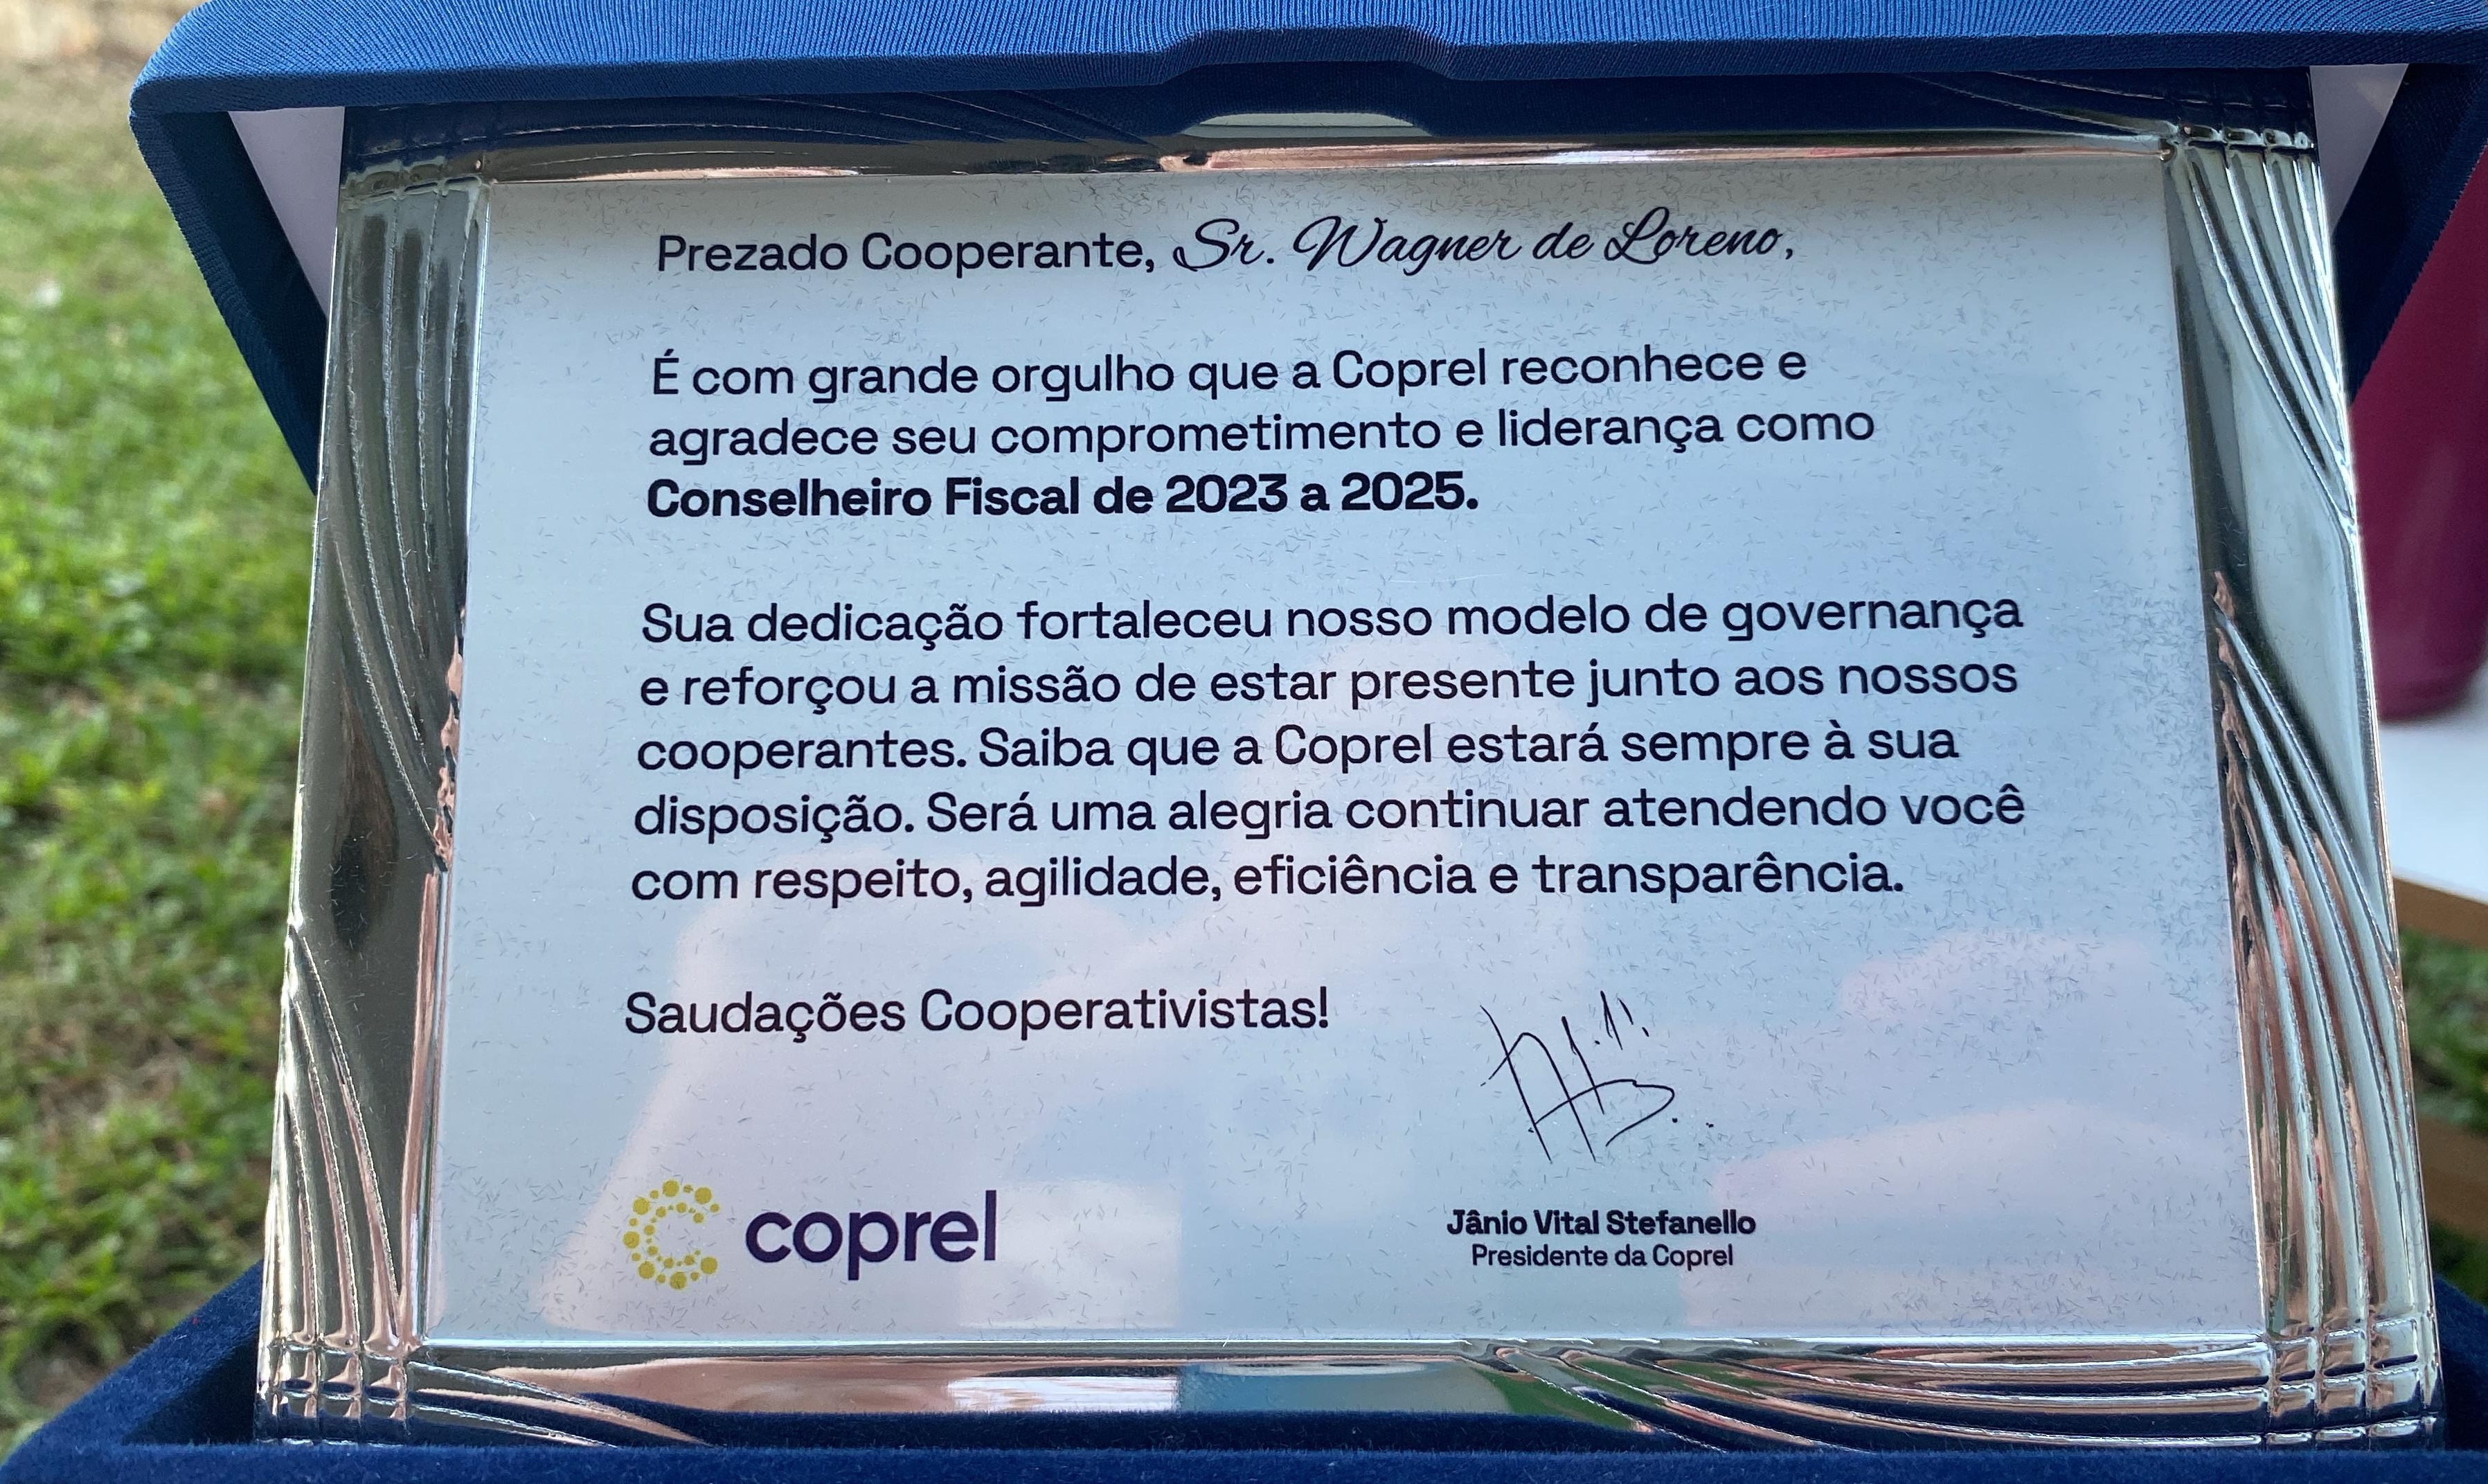 Prezado Cooperante, Sr. Wagner de Loreno,
É com grande orgulho que a Coprel reconhece e
agradece seu comprometimento e liderança como
Conselheiro Fiscal de 2023 a 2025.
Sua dedicação fortaleceu nosso modelo de governança
e reforçou a missão de estar presente junto aos nossos
cooperantes. Saiba que a Coprel estará sempre à sua
disposição. Será uma alegria continuar atendendo você
com respeito, agilidade, eficiência e transparência.
Saudações Cooperativistas!
coprel
Jânio Vital Stefanello
Presidente da Coprel